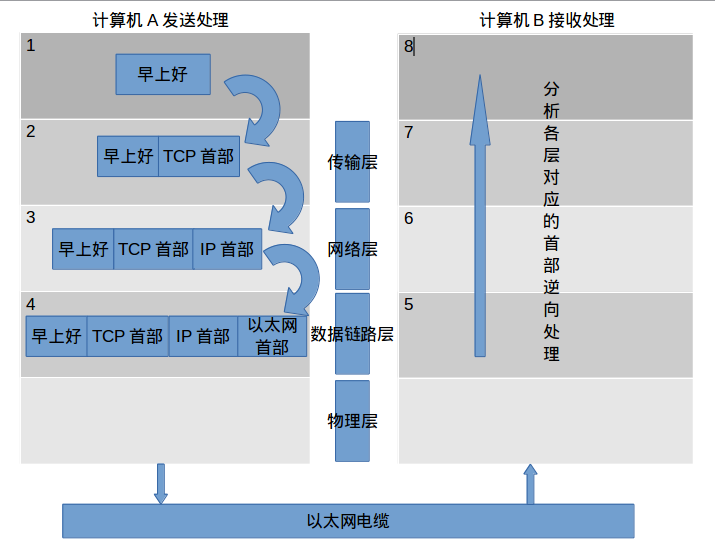 计算机 A 发送处理
计算机 B 接收处理
1
早上好
2
早上好
TCP 首部
3
早上好
TCP 首部
IP 首部
4
早上好
TCP 首部
IP 首部
以太网
首部
传输层
网络层
数据链路层
物理层
8
7
6
5
分析各层对应的首部逆向处理
以太网电缆